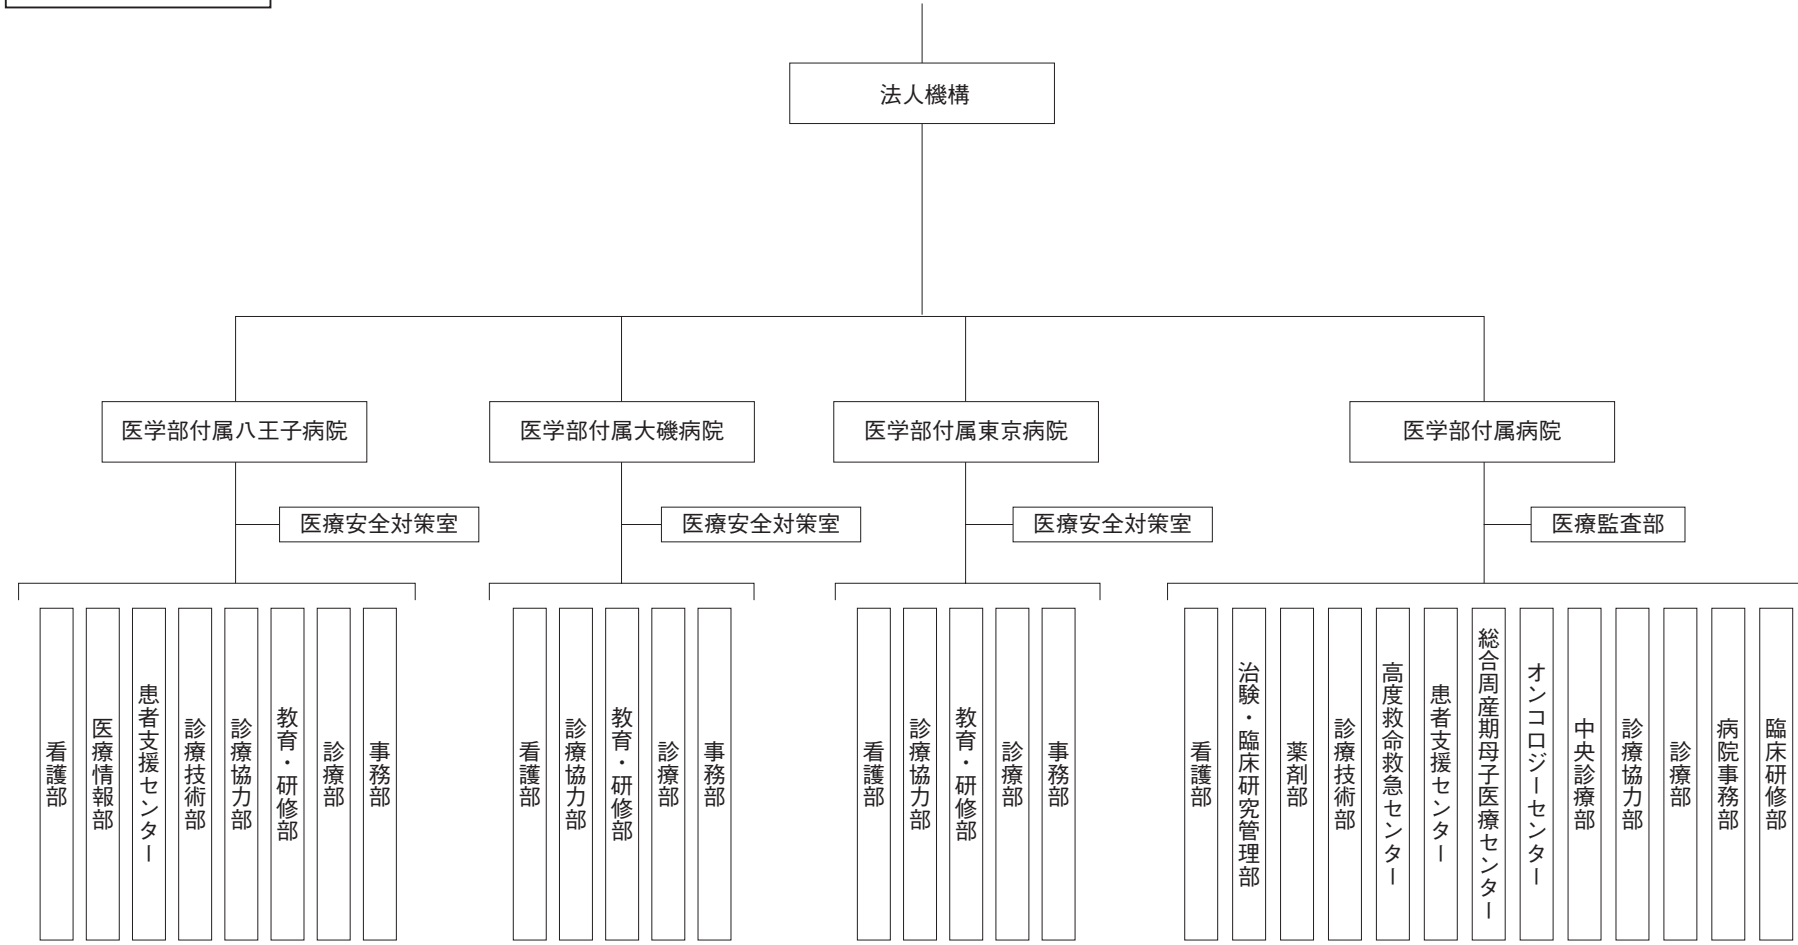 法人機構
医学部付属八王子病院
医学部付属大磯病院
医学部付属東京病院
医学部付属病院
医療安全対策室
医療安全対策室
医療安全対策室
医療監査部
看護部
医療情報部
患者支援センター
診療技術部
診療協力部
教育・研修部
診療部
事務部
看護部
診療協力部
教育・研修部
診療部
事務部
看護部
診療協力部
教育・研修部
診療部
事務部
看護部
治験・臨床研究管理部
薬剤部
診療技術部
高度救命救急センター
患者支援センター
総合周産期母子医療センター
オンコロジーセンター
中央診療部
診療協力部
診療部
病院事務部
臨床研修部